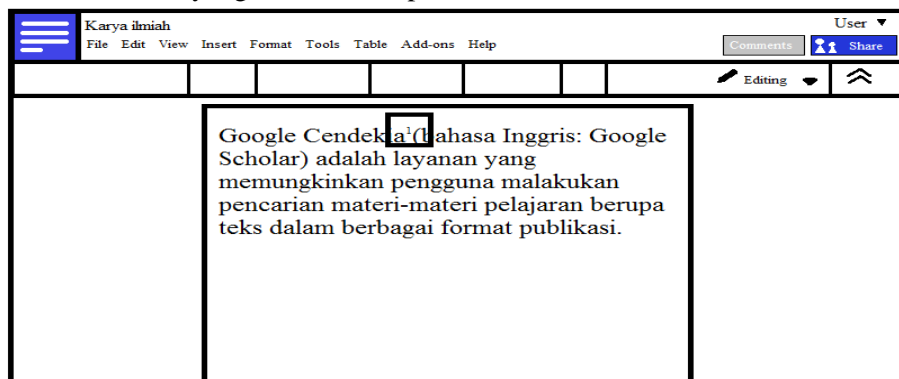 Karya ilmiah
User ▼
File Edit View Insert Format Tools Table Add-ons Help
Comments
Share
Editing
Google Cendekia¹(bahasa Inggris: Google
Scholar) adalah layanan yang
memungkinkan pengguna malakukan
pencarian materi-materi pelajaran berupa
teks dalam berbagai format publikasi.